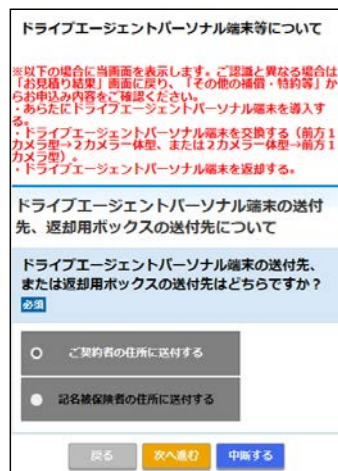 ドライブエージェントパーソナル端末等について
※以下の場合に当画面を表示します。ご認識と異なる場合は
「お見積り結果」画面に戻り、「その他の補償・特約等」か
らお申込み内容をご確認ください。
・あらたにドライブエージェントパーソナル端末を導入す
る。
・ドライブエージェントパーソナル端末を交換する（前方１
カメラ型→２カメラ一体型、または２カメラ一体型→前方１
カメラ型）。
・ドライブエージェントパーソナル端末を返却する。
ドライブエージェントパーソナル端末の送付
先、返却用ボックスの送付先について
ドライブエージェントパーソナル端末の送付先、
または返却用ボックスの送付先はどちらですか？
必須
ご契約者の住所に送付する
記名被保険者の住所に送付する
戻る 次へ進む 中断する